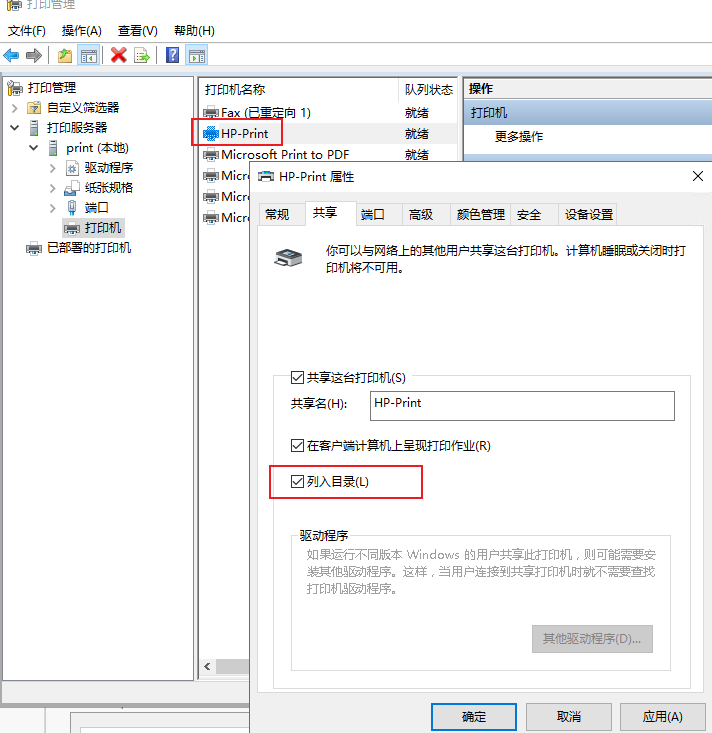 打印管理
文件(F) 操作(A) 查看(V) 帮助(H)
打印管理
自定义筛选器
打印服务器
print (本地)
驱动程序
纸张规格
端口
打印机
已部署的打印机
打印机名称 队列状态
Fax (已重定向 1) 就绪
HP-Print 就绪
Microsoft Print to PDF 就绪
Micro
Micro
Micro
操作
打印机
更多操作
HP-Print 属性
常规 共享 端口 高级 颜色管理 安全 设备设置
你可以与网络上的其他用户共享这台打印机。计算机睡眠或关闭时打
印机将不可用。
共享这台打印机(S)
共享名(H): HP-Print
在客户端计算机上呈现打印作业(R)
列入目录(L)
驱动程序
如果运行不同版本 Windows 的用户共享此打印机，则可能需要安
装其他驱动程序。这样，当用户连接到共享打印机时就不需要查找
打印机驱动程序。
其他驱动程序(D)...
确定 取消 应用(A)